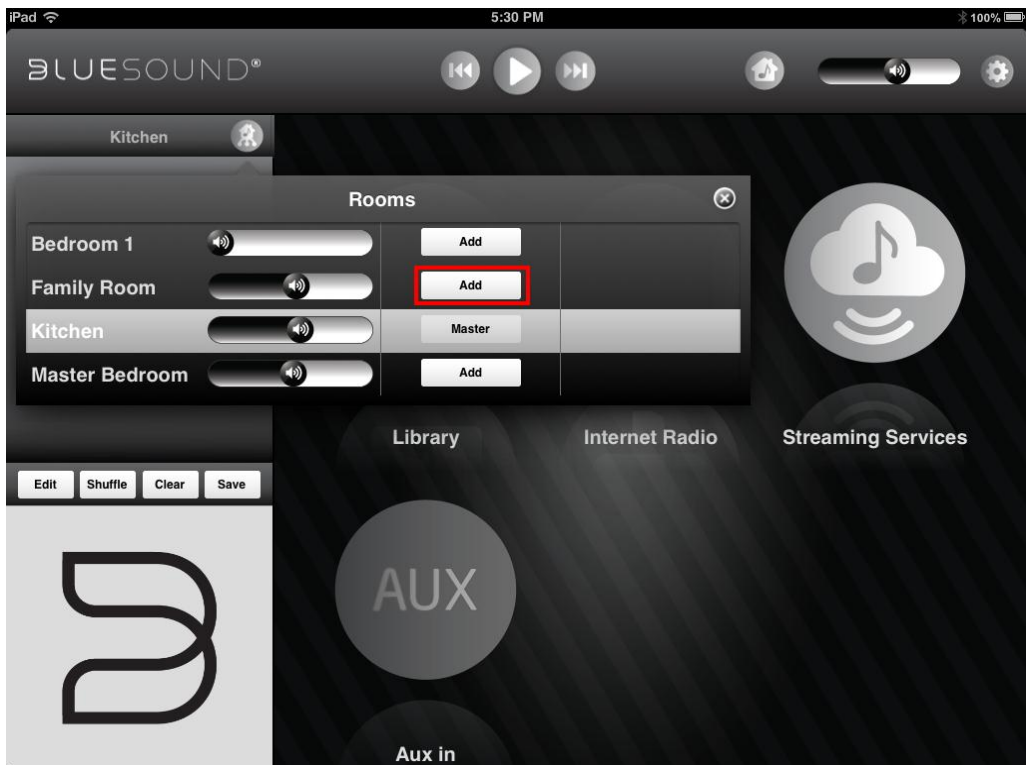 iPad 5:30 PM 100%
BLUESOUND®
Kitchen
Rooms
Bedroom 1 Add
Family Room Add
Kitchen Master
Master Bedroom Add
Library Internet Radio Streaming Services
Edit Shuffle Clear Save
AUX
Aux in